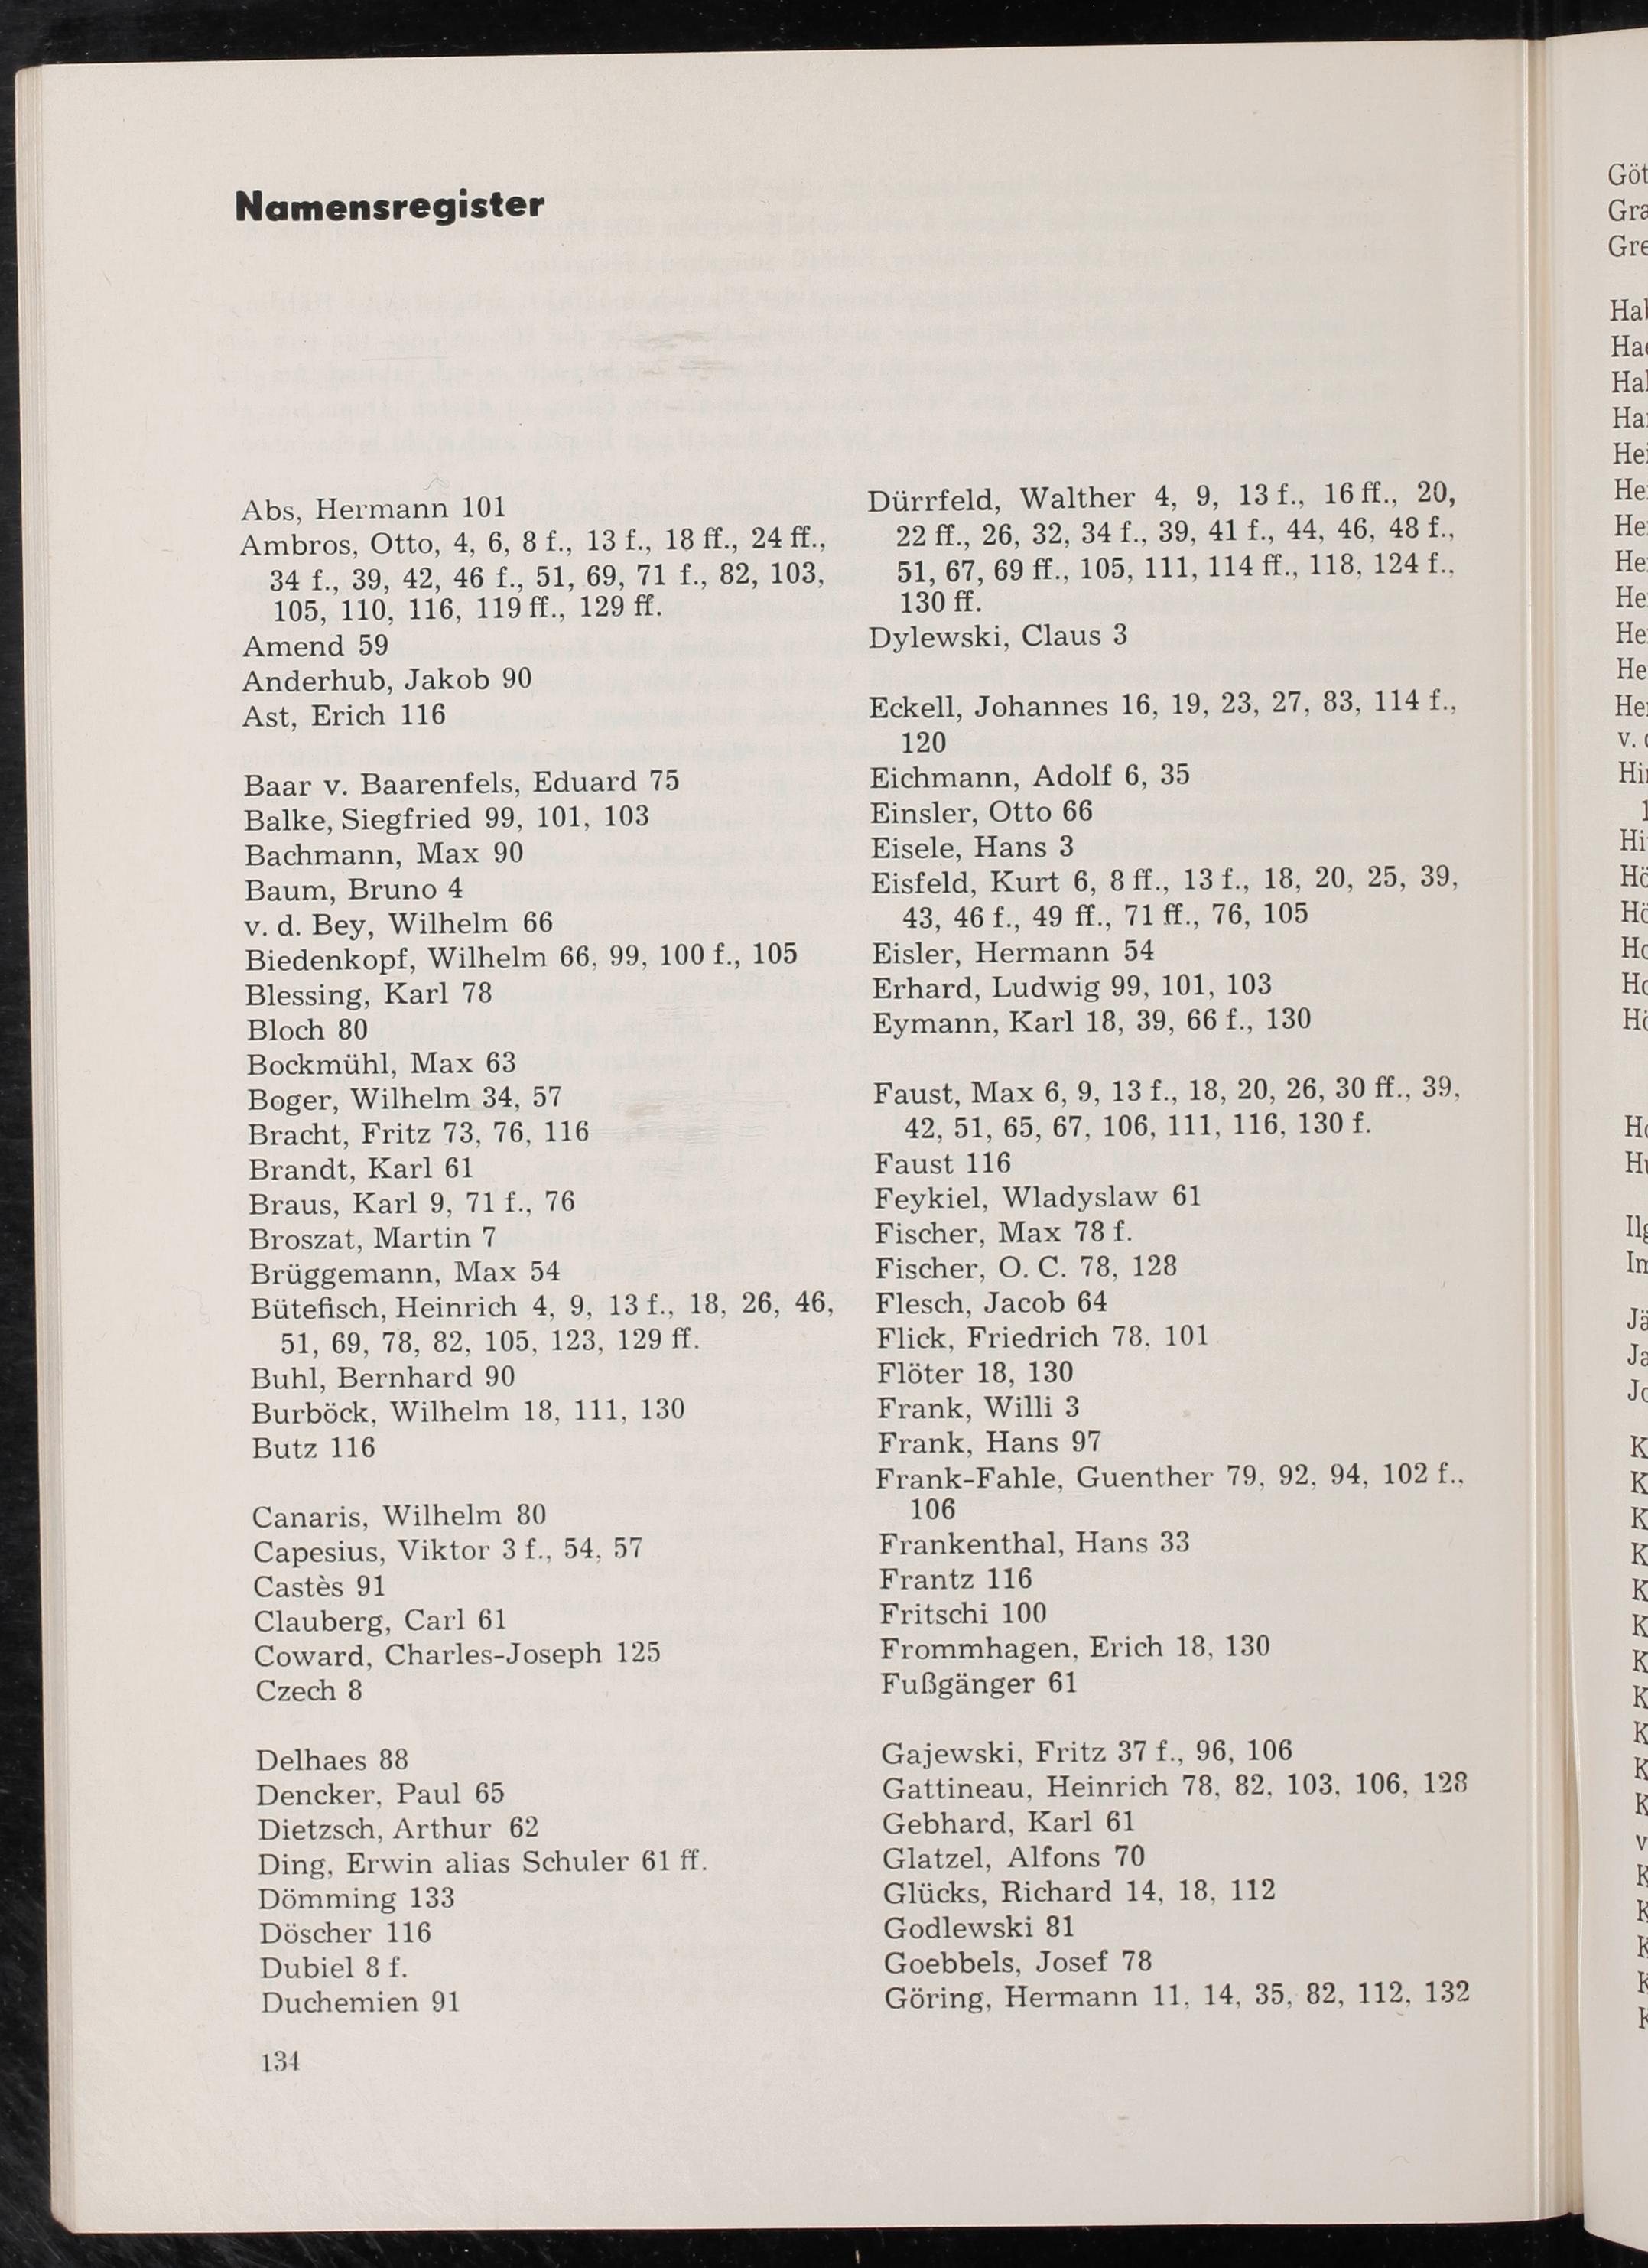 Namensregister
Abs, Hermann 101
Ambros, Otto, 4, 6, 8 f., 13 f., 18 ff., 24 ff.,
34 f., 39, 42, 46 f., 51, 69, 71 f., 82, 103,
105, 110, 116, 119 ff., 129 ff.
Amend 59
Anderhub, Jakob 90
Ast, Erich 116
Baar v. Baarenfels, Eduard 75
Balke, Siegfried 99, 101, 103
Bachmann, Max 90
Baum, Bruno 4
v. d. Bey, Wilhelm 66
Biedenkopf, Wilhelm 66, 99, 100 f., 105
Blessing, Karl 78
Bloch 80
Bockmühl, Max 63
Boger, Wilhelm 34, 57
Bracht, Fritz 73, 76, 116
Brandt, Karl 61
Braus, Karl 9, 71 f., 76
Broszat, Martin 7
Brüggemann, Max 54
Bütefisch, Heinrich 4, 9, 13 f., 18, 26, 46,
51, 69, 78, 82, 105, 123, 129 ff.
Buhl, Bernhard 90
Burböck, Wilhelm 18, 111, 130
Butz 116
Canaris, Wilhelm 80
Capesius, Viktor 3 f., 54, 57
Castès 91
Clauberg, Carl 61
Coward, Charles-Joseph 125
Czech 8
Delhaes 88
Dencker, Paul 65
Dietzsch, Arthur 62
Ding, Erwin alias Schuler 61 ff.
Dömming 133
Döscher 116
Dubiel 8 f.
Duchemien 91
134
Dürrfeld, Walther 4, 9, 13 f., 16 ff., 20,
22 ff., 26, 32, 34 f., 39, 41 f., 44, 46, 48 f.,
51, 67, 69 ff., 105, 111, 114 ff., 118, 124 f.,
130 ff.
Dylewski, Claus 3
Eckell, Johannes 16, 19, 23, 27, 83, 114 f.,
120
Eichmann, Adolf 6, 35
Einsler, Otto 66
Eisele, Hans 3
Eisfeld, Kurt 6, 8 ff., 13 f., 18, 20, 25, 39,
43, 46 f., 49 ff., 71 ff., 76, 105
Eisler, Hermann 54
Erhard, Ludwig 99, 101, 103
Eymann, Karl 18, 39, 66 f., 130
Faust, Max 6, 9, 13 f., 18, 20, 26, 30 ff., 39,
42, 51, 65, 67, 106, 111, 116, 130 f.
Faust 116
Feykiel, Wladyslaw 61
Fischer, Max 78 f.
Fischer, O. C. 78, 128
Flesch, Jacob 64
Flick, Friedrich 78, 101
Flöter 18, 130
Frank, Willi 3
Frank, Hans 97
Frank-Fahle, Guenther 79, 92, 94, 102 f.,
106
Frankenthal, Hans 33
Frantz 116
Fritschi 100
Frommhagen, Erich 18, 130
Fußgänger 61
Gajewski, Fritz 37 f., 96, 106
Gattineau, Heinrich 78, 82, 103, 106, 128
Gebhard, Karl 61
Glatzel, Alfons 70
Glücks, Richard 14, 18, 112
Godlewski 81
Goebbels, Josef 78
Göring, Hermann 11, 14, 35, 82, 112, 132